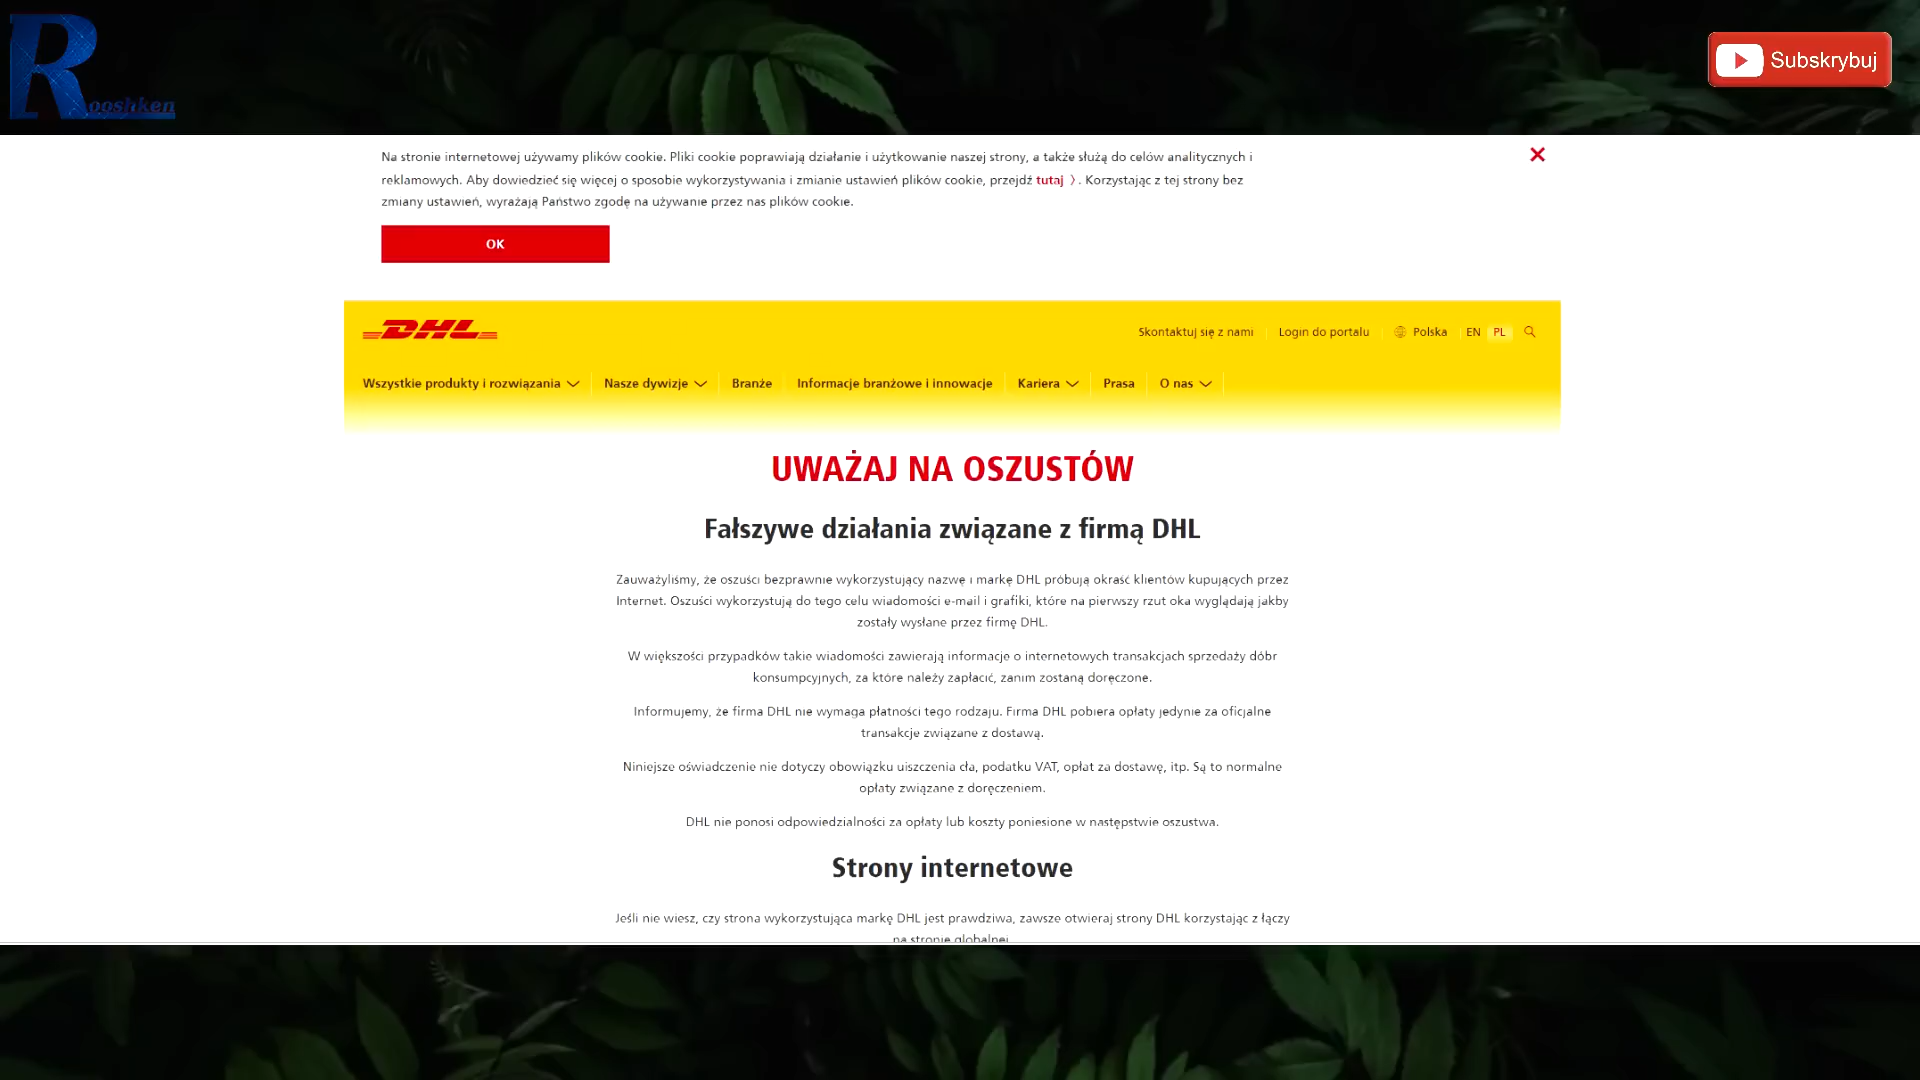 Rooshken
Subskrybuj
Na stronie internetowej używamy plików cookie. Pliki cookie poprawiają działanie i użytkowanie naszej strony, a także służą do celów analitycznych i
reklamowych. Aby dowiedzieć się więcej o sposobie wykorzystywania i zmianie ustawień plików cookie, przejdź tutaj 〉. Korzystając z tej strony bez
zmiany ustawień, wyrażają Państwo zgodę na używanie przez nas plików cookie.
OK
DHL
Skontaktuj się z nami Login do portalu Polska EN PL
Wszystkie produkty i rozwiązania Nasze dywizje Branże Informacje branżowe i innowacje Kariera Prasa O nas
UWAŻAJ NA OSZUSTÓW
Fałszywe działania związane z firmą DHL
Zauważyliśmy, że oszuści bezprawnie wykorzystujący nazwę i markę DHL próbują okraść klientów kupujących przez
Internet. Oszuści wykorzystują do tego celu wiadomości e-mail i grafiki, które na pierwszy rzut oka wyglądają jakby
zostały wysłane przez firmę DHL.
W większości przypadków takie wiadomości zawierają informacje o internetowych transakcjach sprzedaży dóbr
konsumpcyjnych, za które należy zapłacić, zanim zostaną doręczone.
Informujemy, że firma DHL nie wymaga płatności tego rodzaju. Firma DHL pobiera opłaty jedynie za oficjalne
transakcje związane z dostawą.
Niniejsze oświadczenie nie dotyczy obowiązku uiszczenia cła, podatku VAT, opłat za dostawę, itp. Są to normalne
opłaty związane z doręczeniem.
DHL nie ponosi odpowiedzialności za opłaty lub koszty poniesione w następstwie oszustwa.
Strony internetowe
Jeśli nie wiesz, czy strona wykorzystująca markę DHL jest prawdziwa, zawsze otwieraj strony DHL korzystając z łączy
na stronie globalnej